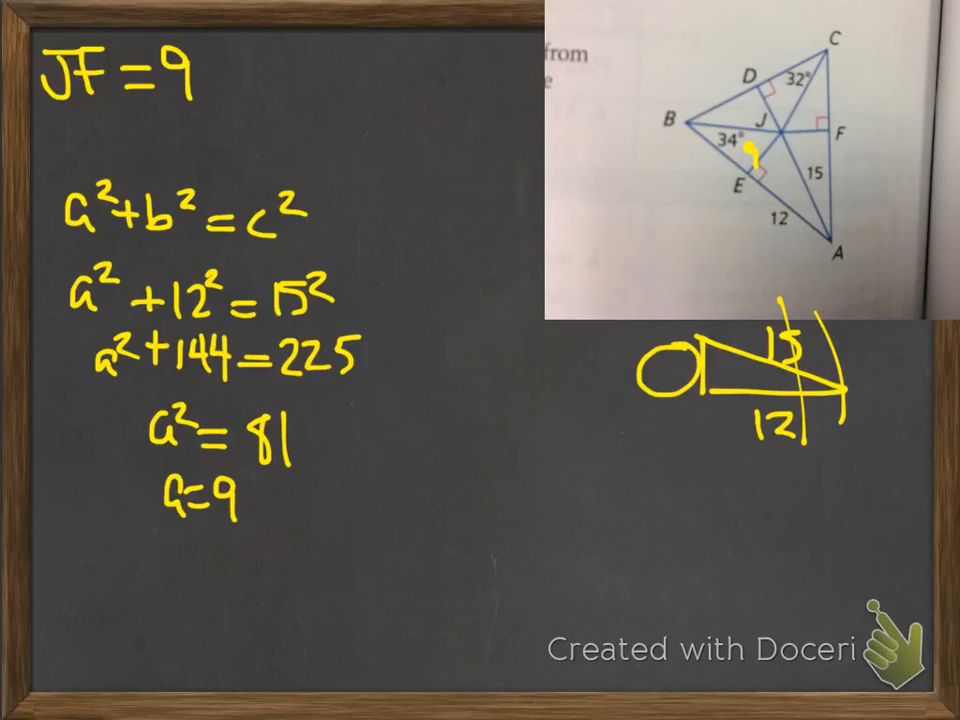 JF = 9
a² + b² = c²
a² + 12² = 15²
a² + 144 = 225
a² = 81
a = 9
from
e
C
D
32°
B
J
34°
9
F
E
15
12
A
15
12
Created with Doceri